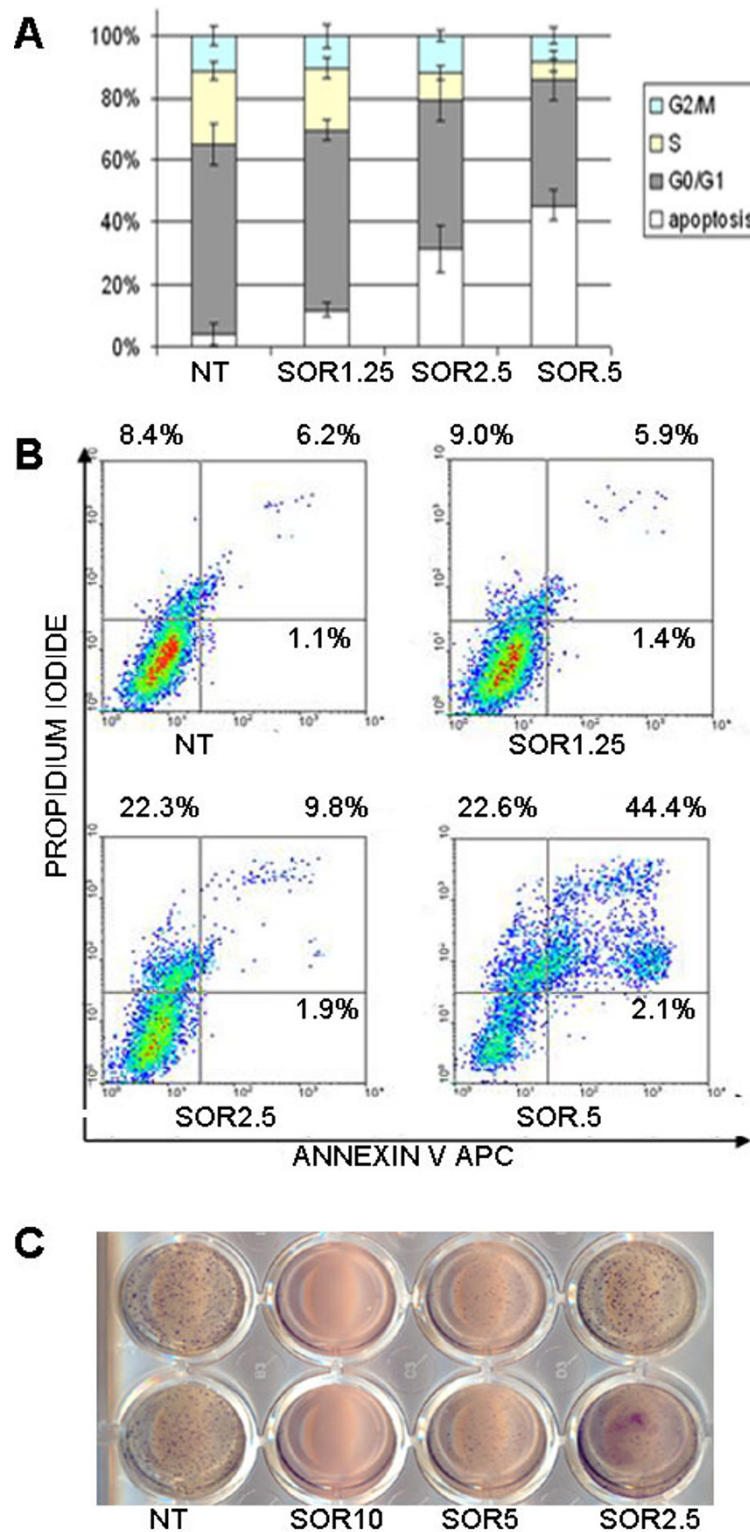 A
100%
80%
60%
40%
20%
0%
NT SOR1.25 SOR2.5 SOR.5
G2/M
S
G0/G1
apoptosis
B
8.4% 6.2%
1.1%
NT
9.0% 5.9%
1.4%
SOR1.25
PROPIDIUM IODIDE
22.3% 9.8%
1.9%
SOR2.5
22.6% 44.4%
2.1%
SOR.5
ANNEXIN V APC
C
NT SOR10 SOR5 SOR2.5